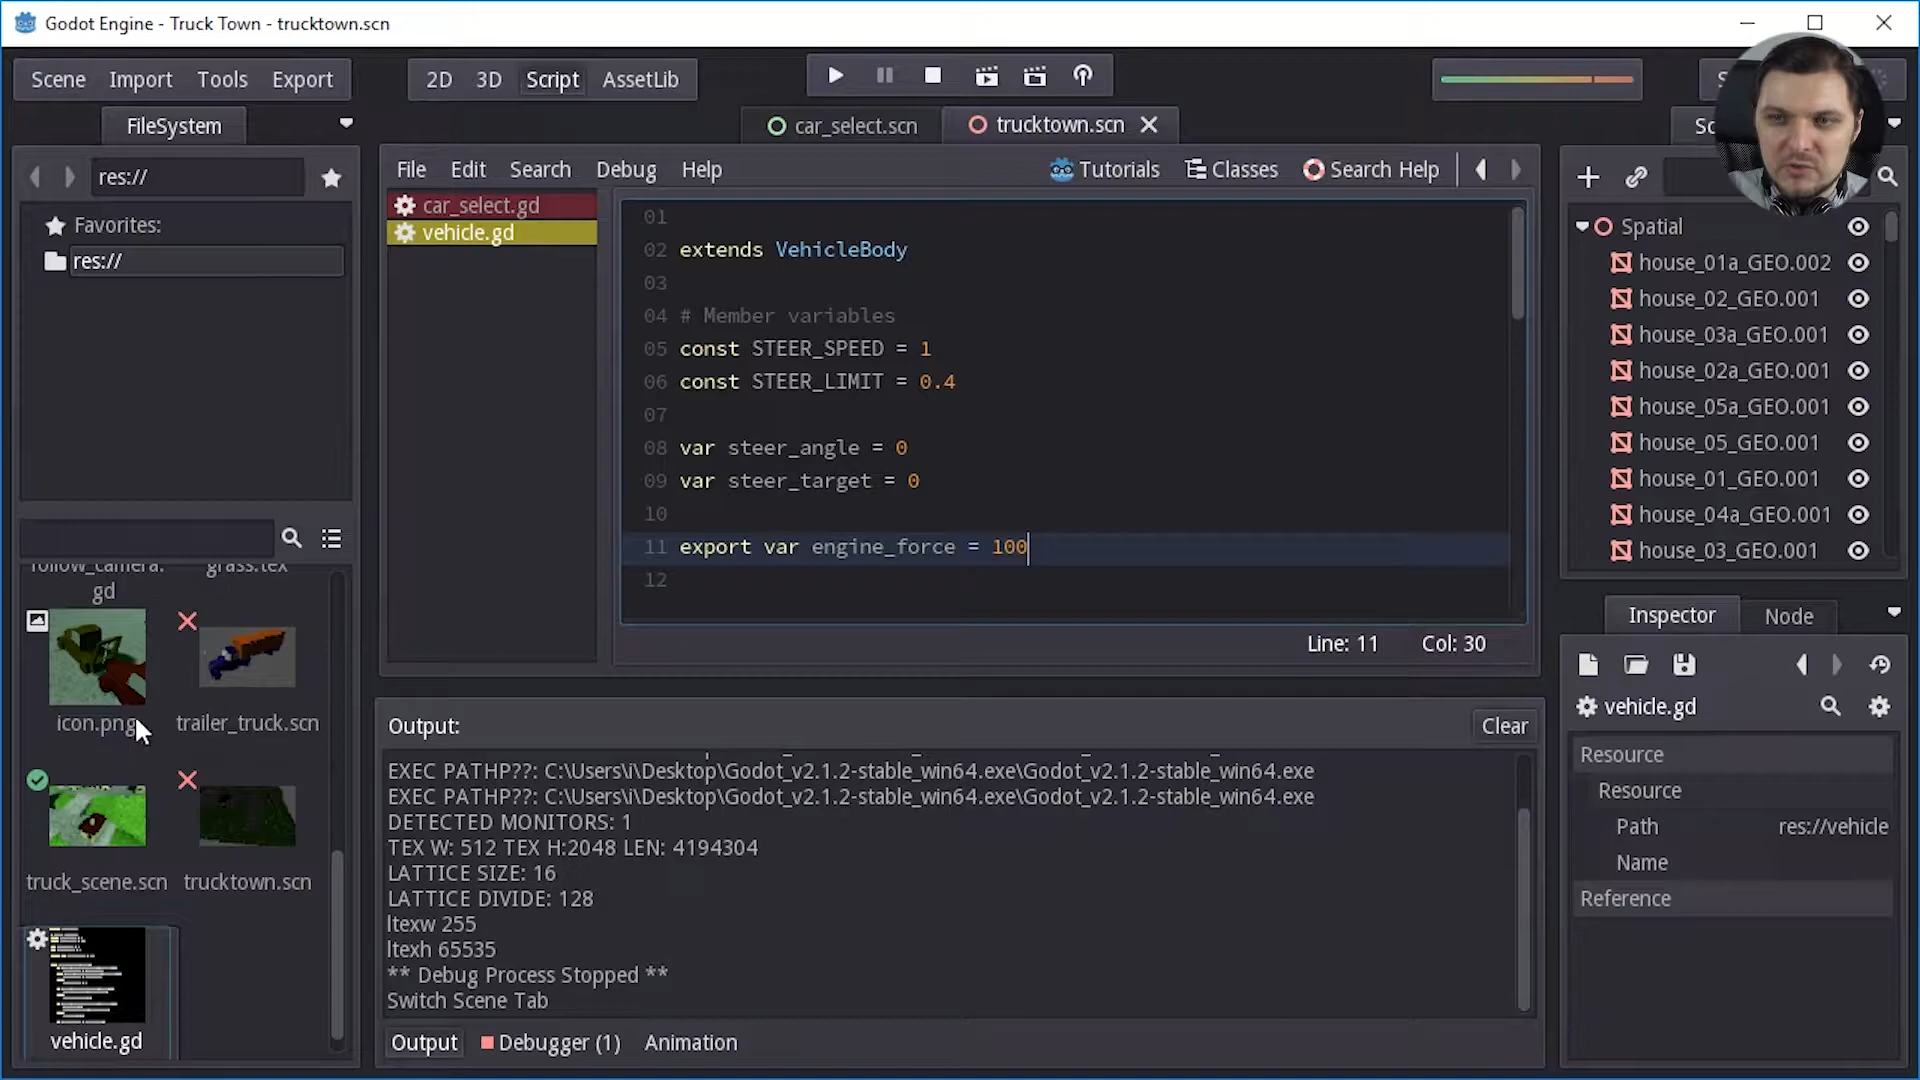 Godot Engine - Truck Town - trucktown.scn
Scene Import Tools Export
2D 3D Script AssetLib
FileSystem
car_select.scn
trucktown.scn
res://
File Edit Search Debug Help
Tutorials Classes Search Help
Favorites:
res://
car_select.gd
vehicle.gd
01
02 extends VehicleBody
03
04 # Member variables
05 const STEER_SPEED = 1
06 const STEER_LIMIT = 0.4
07
08 var steer_angle = 0
09 var steer_target = 0
10
11 export var engine_force = 100
12
Line: 11 Col: 30
Spatial
house_01a_GEO.002
house_02_GEO.001
house_03a_GEO.001
house_02a_GEO.001
house_05a_GEO.001
house_05_GEO.001
house_01_GEO.001
house_04a_GEO.001
house_03_GEO.001
follow_camera.
gd
grass.tex
icon.png
trailer_truck.scn
truck_scene.scn
trucktown.scn
vehicle.gd
Output:
Clear
EXEC PATHP??: C:\Users\i\Desktop\Godot_v2.1.2-stable_win64.exe\Godot_v2.1.2-stable_win64.exe
EXEC PATHP??: C:\Users\i\Desktop\Godot_v2.1.2-stable_win64.exe\Godot_v2.1.2-stable_win64.exe
DETECTED MONITORS: 1
TEX W: 512 TEX H:2048 LEN: 4194304
LATTICE SIZE: 16
LATTICE DIVIDE: 128
ltexw 255
ltexh 65535
** Debug Process Stopped **
Switch Scene Tab
Output Debugger (1) Animation
Inspector Node
vehicle.gd
Resource
Resource
Path res://vehicle
Name
Reference